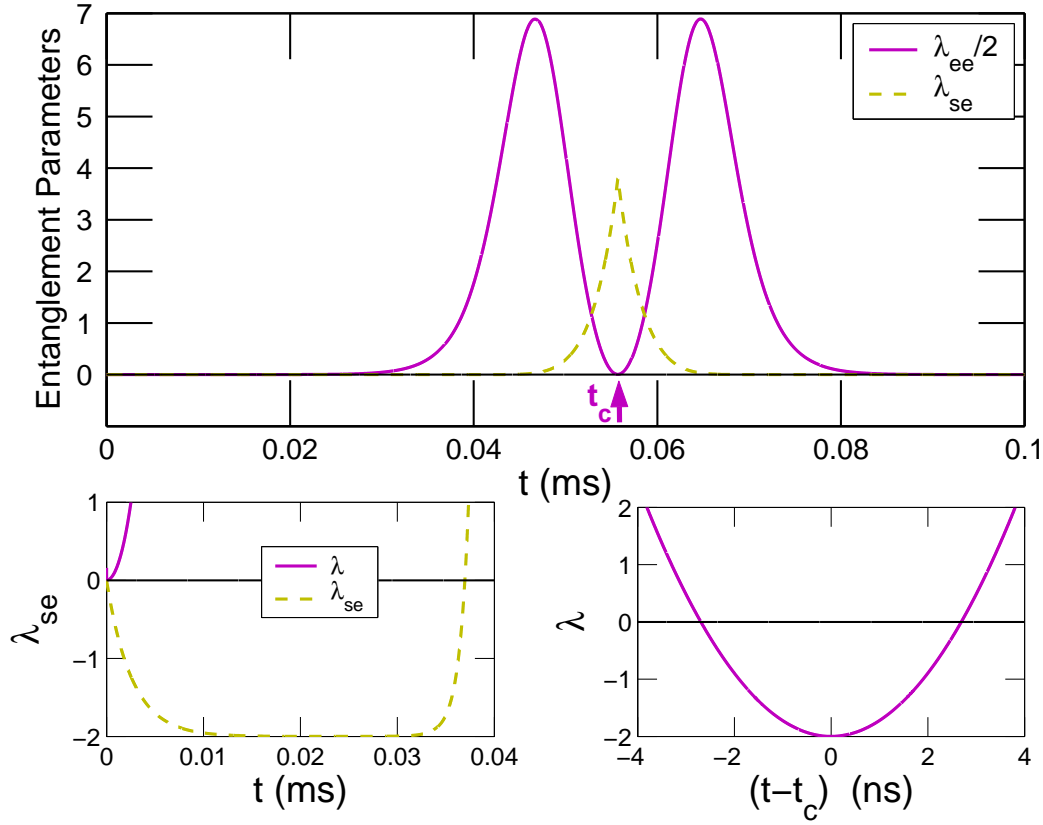 7
6
5
4
3
2
1
0
Entanglement Parameters
λee/2
λse
tc
0 0.02 0.04 0.06 0.08 0.1
t (ms)
1
0
−1
−2
λse
λ
λse
0 0.01 0.02 0.03 0.04
t (ms)
2
1
0
−1
−2
λ
−4 −2 0 2 4
(t−tc) (ns)